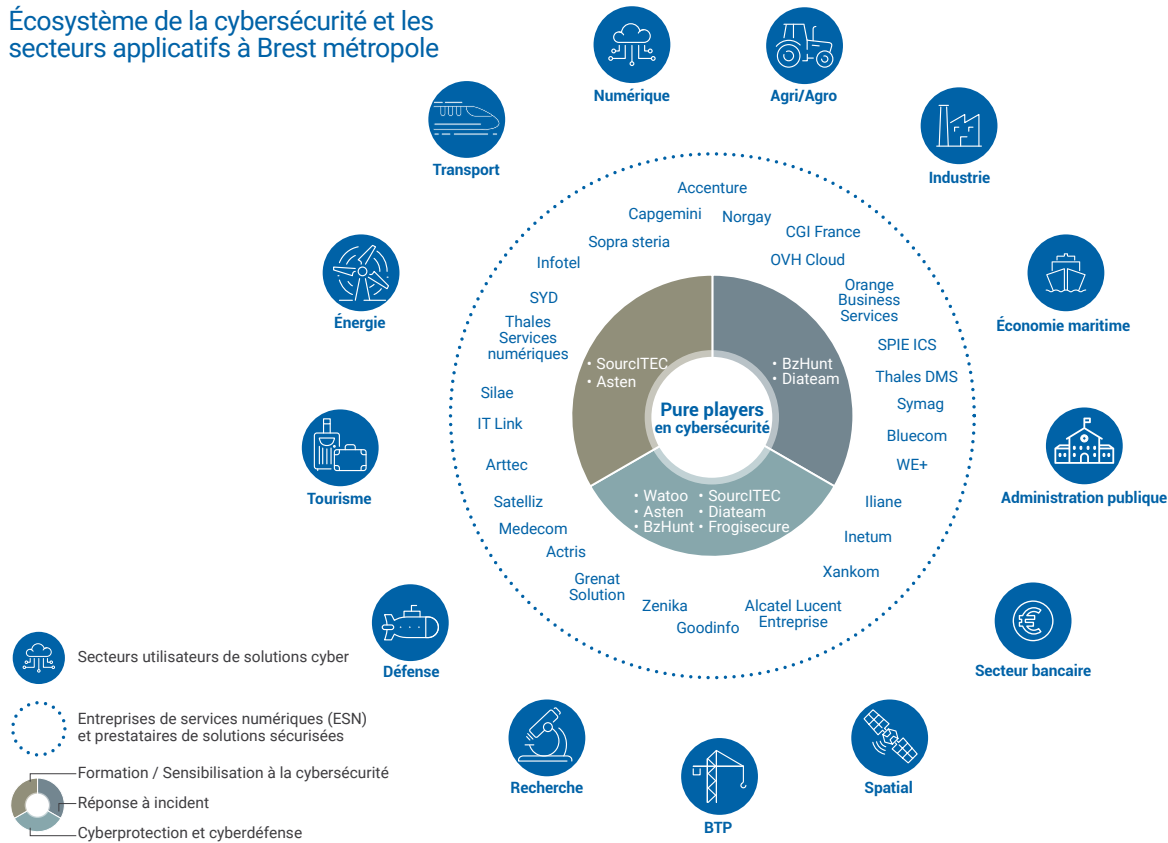 Écosystème de la cybersécurité et les
secteurs applicatifs à Brest métropole
Numérique
Agri/Agro
Transport
Industrie
Énergie
Économie maritime
Tourisme
Administration publique
Défense
Secteur bancaire
Recherche
BTP
Spatial
Accenture
Capgemini
Norgay
Sopra steria
CGI France
Infotel
OVH Cloud
SYD
Orange
Business
Services
Thales
Services
numériques
SPIE ICS
Thales DMS
Silae
Symag
IT Link
Bluecom
Arttec
WE+
Satelliz
Iliane
Medecom
Inetum
Actris
Xankom
Grenat
Solution
Zenika
Goodinfo
Alcatel Lucent
Entreprise
• SourcITEC
• Asten
• BzHunt
• Diateam
Pure players
en cybersécurité
• Watoo • SourcITEC
• Asten • Diateam
• BzHunt • Frogisecure
Secteurs utilisateurs de solutions cyber
Entreprises de services numériques (ESN)
et prestataires de solutions sécurisées
Formation / Sensibilisation à la cybersécurité
Réponse à incident
Cyberprotection et cyberdéfense